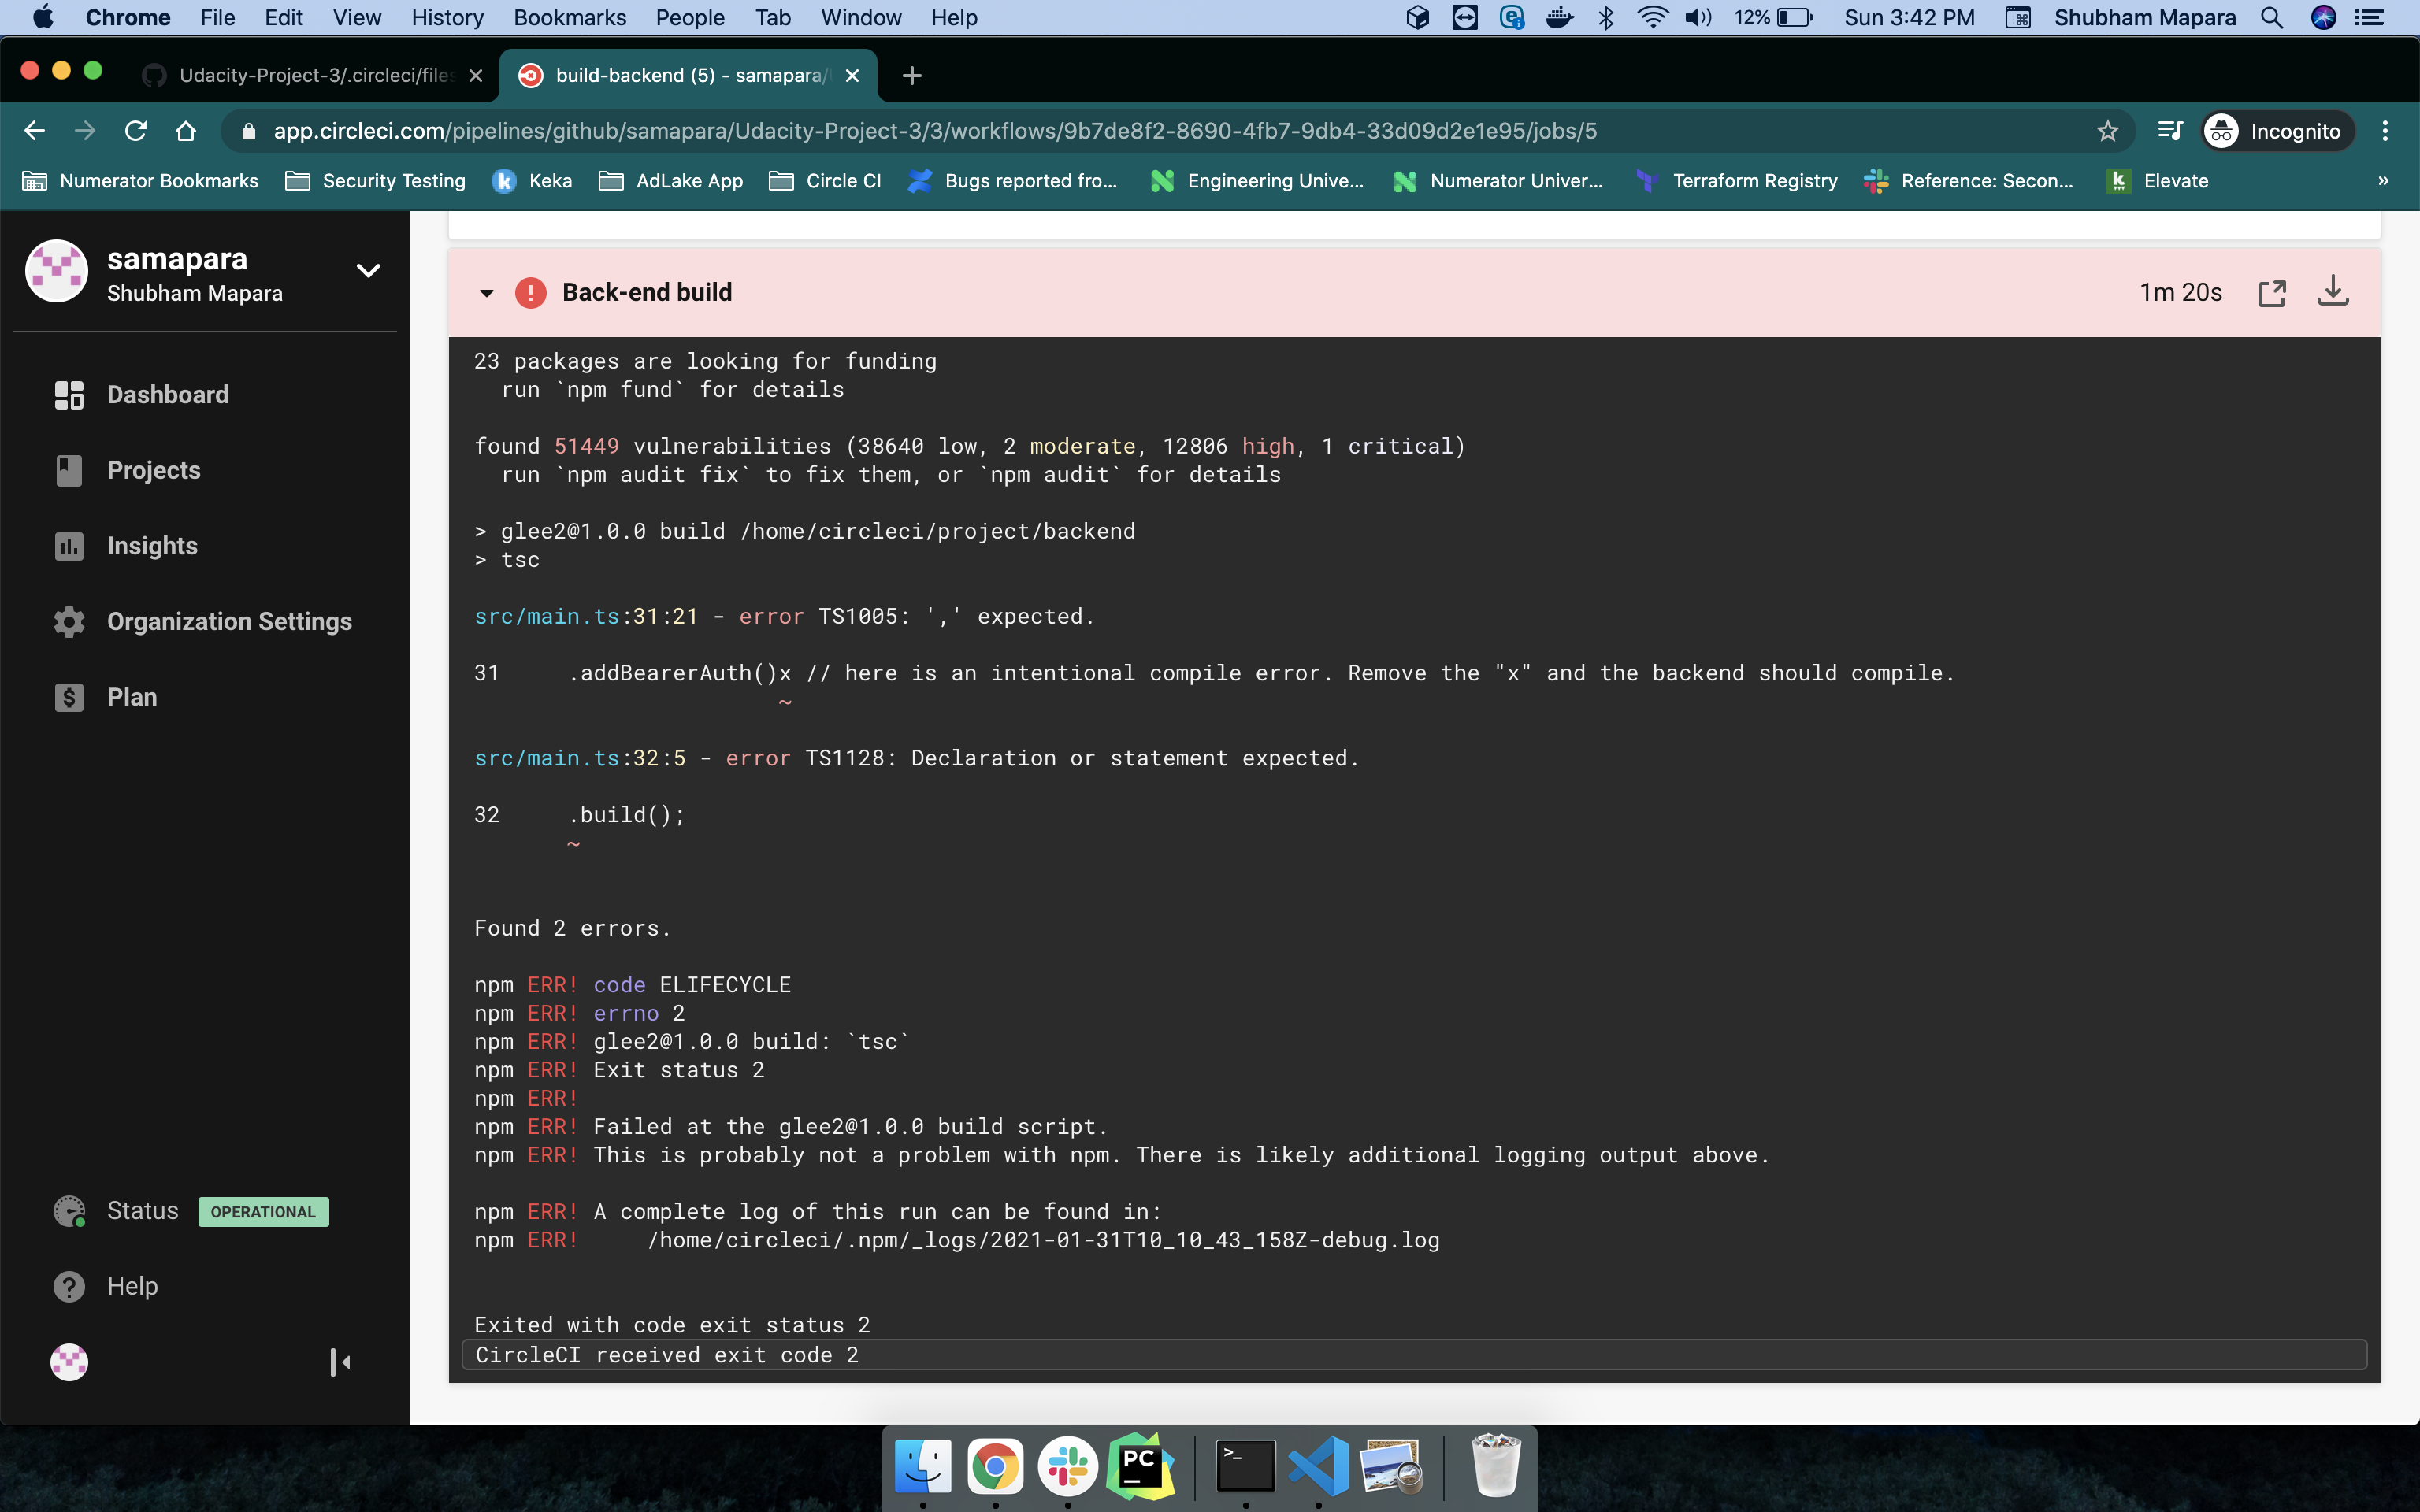 Chrome File Edit View History Bookmarks People Tab Window Help 12% Sun 3:42 PM Shubham Mapara
Udacity-Project-3/.circleci/files
build-backend (5) - samapara/
app.circleci.com/pipelines/github/samapara/Udacity-Project-3/3/workflows/9b7de8f2-8690-4fb7-9db4-33d09d2e1e95/jobs/5
Incognito
Numerator Bookmarks Security Testing Keka AdLake App Circle CI Bugs reported fro... Engineering Unive... Numerator Univer... Terraform Registry Reference: Secon... Elevate »
samapara
Shubham Mapara
Dashboard
Projects
Insights
Organization Settings
Plan
Status OPERATIONAL
Help
Back-end build
1m 20s
23 packages are looking for funding
run `npm fund` for details
found 51449 vulnerabilities (38640 low, 2 moderate, 12806 high, 1 critical)
run `npm audit fix` to fix them, or `npm audit` for details
> glee2@1.0.0 build /home/circleci/project/backend
> tsc
src/main.ts:31:21 - error TS1005: ',' expected.
31 .addBearerAuth()x // here is an intentional compile error. Remove the "x" and the backend should compile.
~
src/main.ts:32:5 - error TS1128: Declaration or statement expected.
32 .build();
~
Found 2 errors.
npm ERR! code ELIFECYCLE
npm ERR! errno 2
npm ERR! glee2@1.0.0 build: `tsc`
npm ERR! Exit status 2
npm ERR!
npm ERR! Failed at the glee2@1.0.0 build script.
npm ERR! This is probably not a problem with npm. There is likely additional logging output above.
npm ERR! A complete log of this run can be found in:
npm ERR! /home/circleci/.npm/_logs/2021-01-31T10_10_43_158Z-debug.log
Exited with code exit status 2
CircleCI received exit code 2
PC